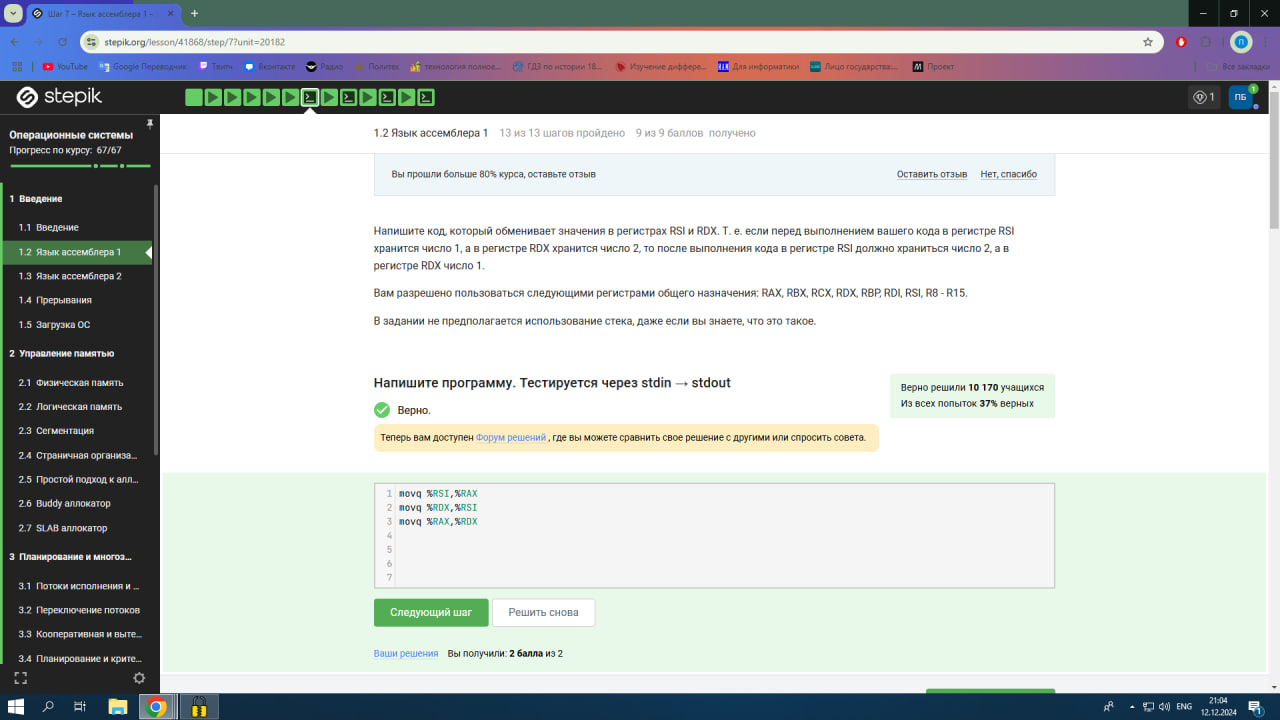 Шаг 7 – Язык ассемблера 1 –
stepik.org/lesson/41868/step/7?unit=20182
П
YouTube
Google Переводчик
Твитч
Вконтакте
Радио
Политех
технология полное...
ГДЗ по истории 18...
Изучение диффере...
Для информатики
Лицо государства:...
Проект
Все закладки
stepik
1
ПБ
1
Операционные системы
Прогресс по курсу: 67/67
1 Введение
1.1 Введение
1.2 Язык ассемблера 1
1.3 Язык ассемблера 2
1.4 Прерывания
1.5 Загрузка ОС
2 Управление памятью
2.1 Физическая память
2.2 Логическая память
2.3 Сегментация
2.4 Страничная организа...
2.5 Простой подход к алл...
2.6 Buddy аллокатор
2.7 SLAB аллокатор
3 Планирование и многоз...
3.1 Потоки исполнения и ...
3.2 Переключение потоков
3.3 Кооперативная и выте...
3.4 Планирование и крите...
1.2 Язык ассемблера 1 13 из 13 шагов пройдено 9 из 9 баллов получено
Вы прошли больше 80% курса, оставьте отзыв
Оставить отзыв
Нет, спасибо
Напишите код, который обменивает значения в регистрах RSI и RDX. Т. е. если перед выполнением вашего кода в регистре RSI
хранится число 1, а в регистре RDX хранится число 2, то после выполнения кода в регистре RSI должно храниться число 2, а в
регистре RDX число 1.
Вам разрешено пользоваться следующими регистрами общего назначения: RAX, RBX, RCX, RDX, RBP, RDI, RSI, R8 - R15.
В задании не предполагается использование стека, даже если вы знаете, что это такое.
Напишите программу. Тестируется через stdin → stdout
Верно.
Теперь вам доступен Форум решений , где вы можете сравнить свое решение с другими или спросить совета.
Верно решили 10 170 учащихся
Из всех попыток 37% верных
1 movq %RSI,%RAX
2 movq %RDX,%RSI
3 movq %RAX,%RDX
4
5
6
7
Следующий шаг
Решить снова
Ваши решения Вы получили: 2 балла из 2
ENG
21:04
12.12.2024
1